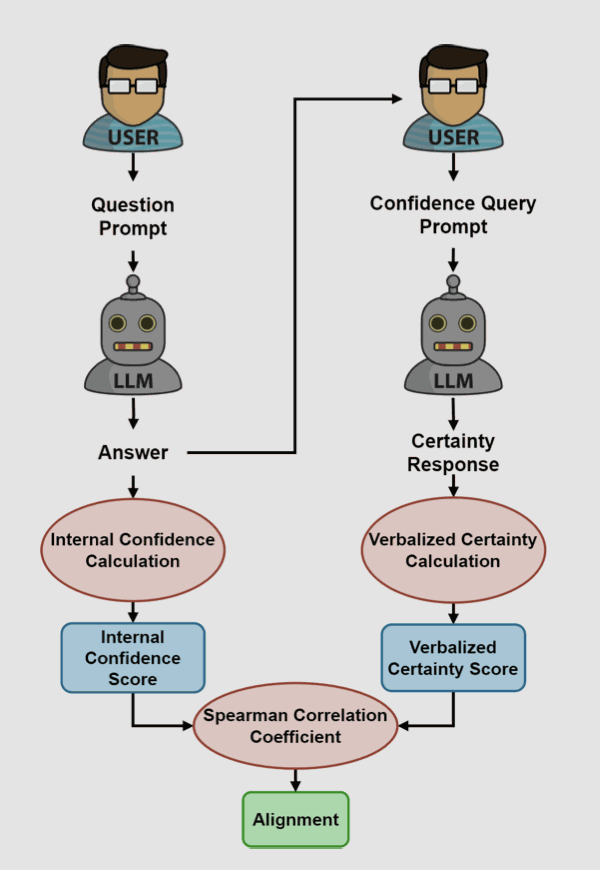 USER
Question
Prompt
LLM
Answer
Internal Confidence
Calculation
Internal
Confidence
Score
USER
Confidence Query
Prompt
LLM
Certainty
Response
Verbalized Certainty
Calculation
Verbalized
Certainty Score
Spearman Correlation
Coefficient
Alignment